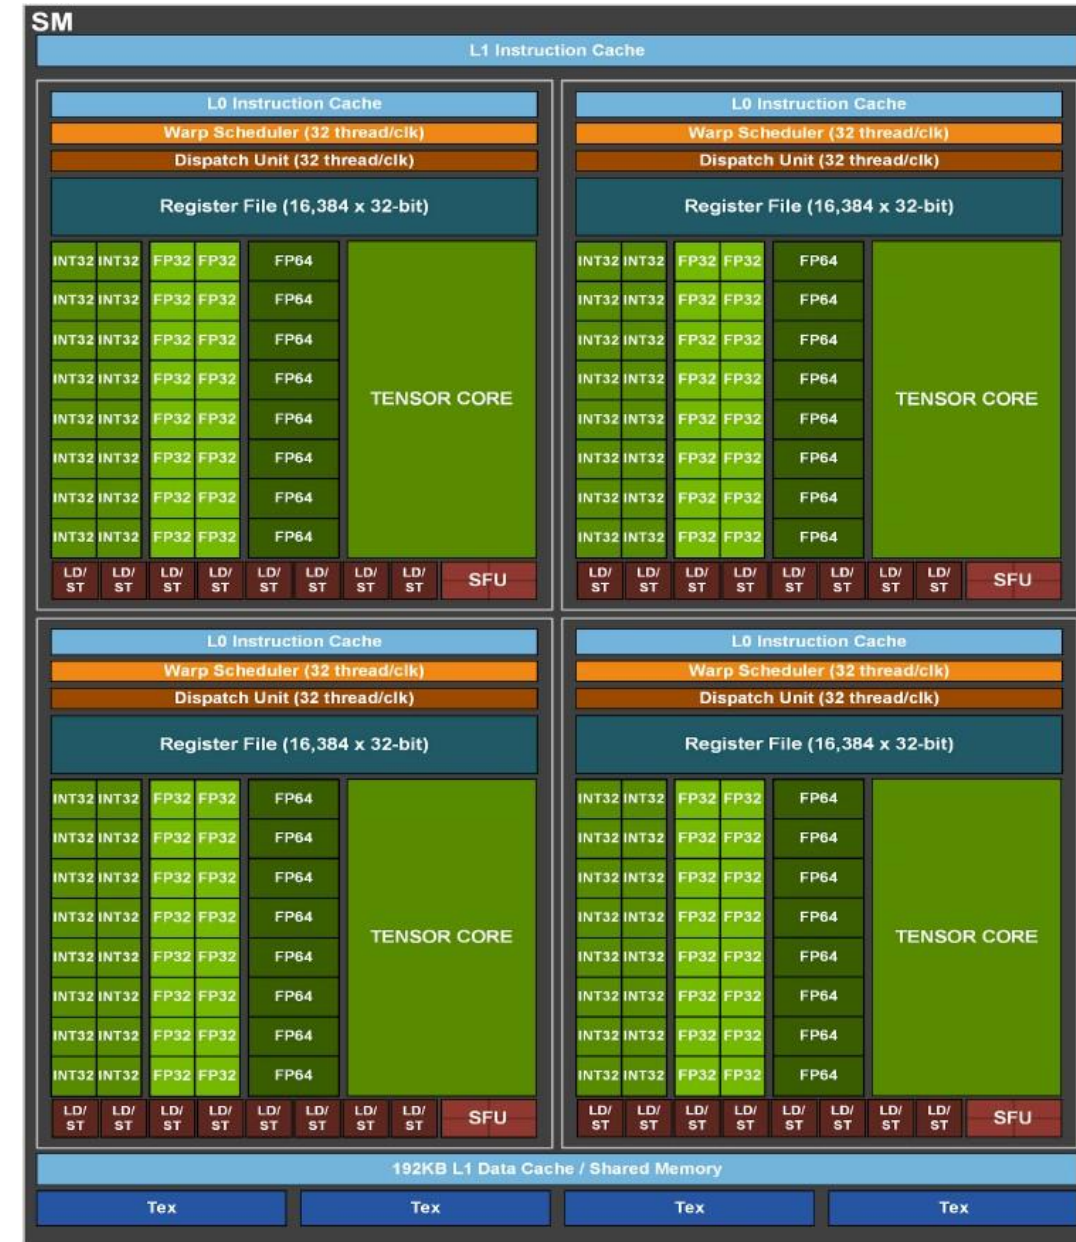 SM
L1 Instruction Cache
L0 Instruction Cache
Warp Scheduler (32 thread/clk)
Dispatch Unit (32 thread/clk)
Register File (16,384 x 32-bit)
INT32 INT32 FP32 FP32 FP64
INT32 INT32 FP32 FP32 FP64
INT32 INT32 FP32 FP32 FP64
INT32 INT32 FP32 FP32 FP64
INT32 INT32 FP32 FP32 FP64
INT32 INT32 FP32 FP32 FP64
INT32 INT32 FP32 FP32 FP64
INT32 INT32 FP32 FP32 FP64
TENSOR CORE
LD/ LD/ LD/ LD/ LD/ LD/ LD/ LD/
ST ST ST ST ST ST ST ST
SFU
L0 Instruction Cache
Warp Scheduler (32 thread/clk)
Dispatch Unit (32 thread/clk)
Register File (16,384 x 32-bit)
INT32 INT32 FP32 FP32 FP64
INT32 INT32 FP32 FP32 FP64
INT32 INT32 FP32 FP32 FP64
INT32 INT32 FP32 FP32 FP64
INT32 INT32 FP32 FP32 FP64
INT32 INT32 FP32 FP32 FP64
INT32 INT32 FP32 FP32 FP64
INT32 INT32 FP32 FP32 FP64
TENSOR CORE
LD/ LD/ LD/ LD/ LD/ LD/ LD/ LD/
ST ST ST ST ST ST ST ST
SFU
L0 Instruction Cache
Warp Scheduler (32 thread/clk)
Dispatch Unit (32 thread/clk)
Register File (16,384 x 32-bit)
INT32 INT32 FP32 FP32 FP64
INT32 INT32 FP32 FP32 FP64
INT32 INT32 FP32 FP32 FP64
INT32 INT32 FP32 FP32 FP64
INT32 INT32 FP32 FP32 FP64
INT32 INT32 FP32 FP32 FP64
INT32 INT32 FP32 FP32 FP64
INT32 INT32 FP32 FP32 FP64
TENSOR CORE
LD/ LD/ LD/ LD/ LD/ LD/ LD/ LD/
ST ST ST ST ST ST ST ST
SFU
L0 Instruction Cache
Warp Scheduler (32 thread/clk)
Dispatch Unit (32 thread/clk)
Register File (16,384 x 32-bit)
INT32 INT32 FP32 FP32 FP64
INT32 INT32 FP32 FP32 FP64
INT32 INT32 FP32 FP32 FP64
INT32 INT32 FP32 FP32 FP64
INT32 INT32 FP32 FP32 FP64
INT32 INT32 FP32 FP32 FP64
INT32 INT32 FP32 FP32 FP64
INT32 INT32 FP32 FP32 FP64
TENSOR CORE
LD/ LD/ LD/ LD/ LD/ LD/ LD/ LD/
ST ST ST ST ST ST ST ST
SFU
192KB L1 Data Cache / Shared Memory
Tex Tex Tex Tex